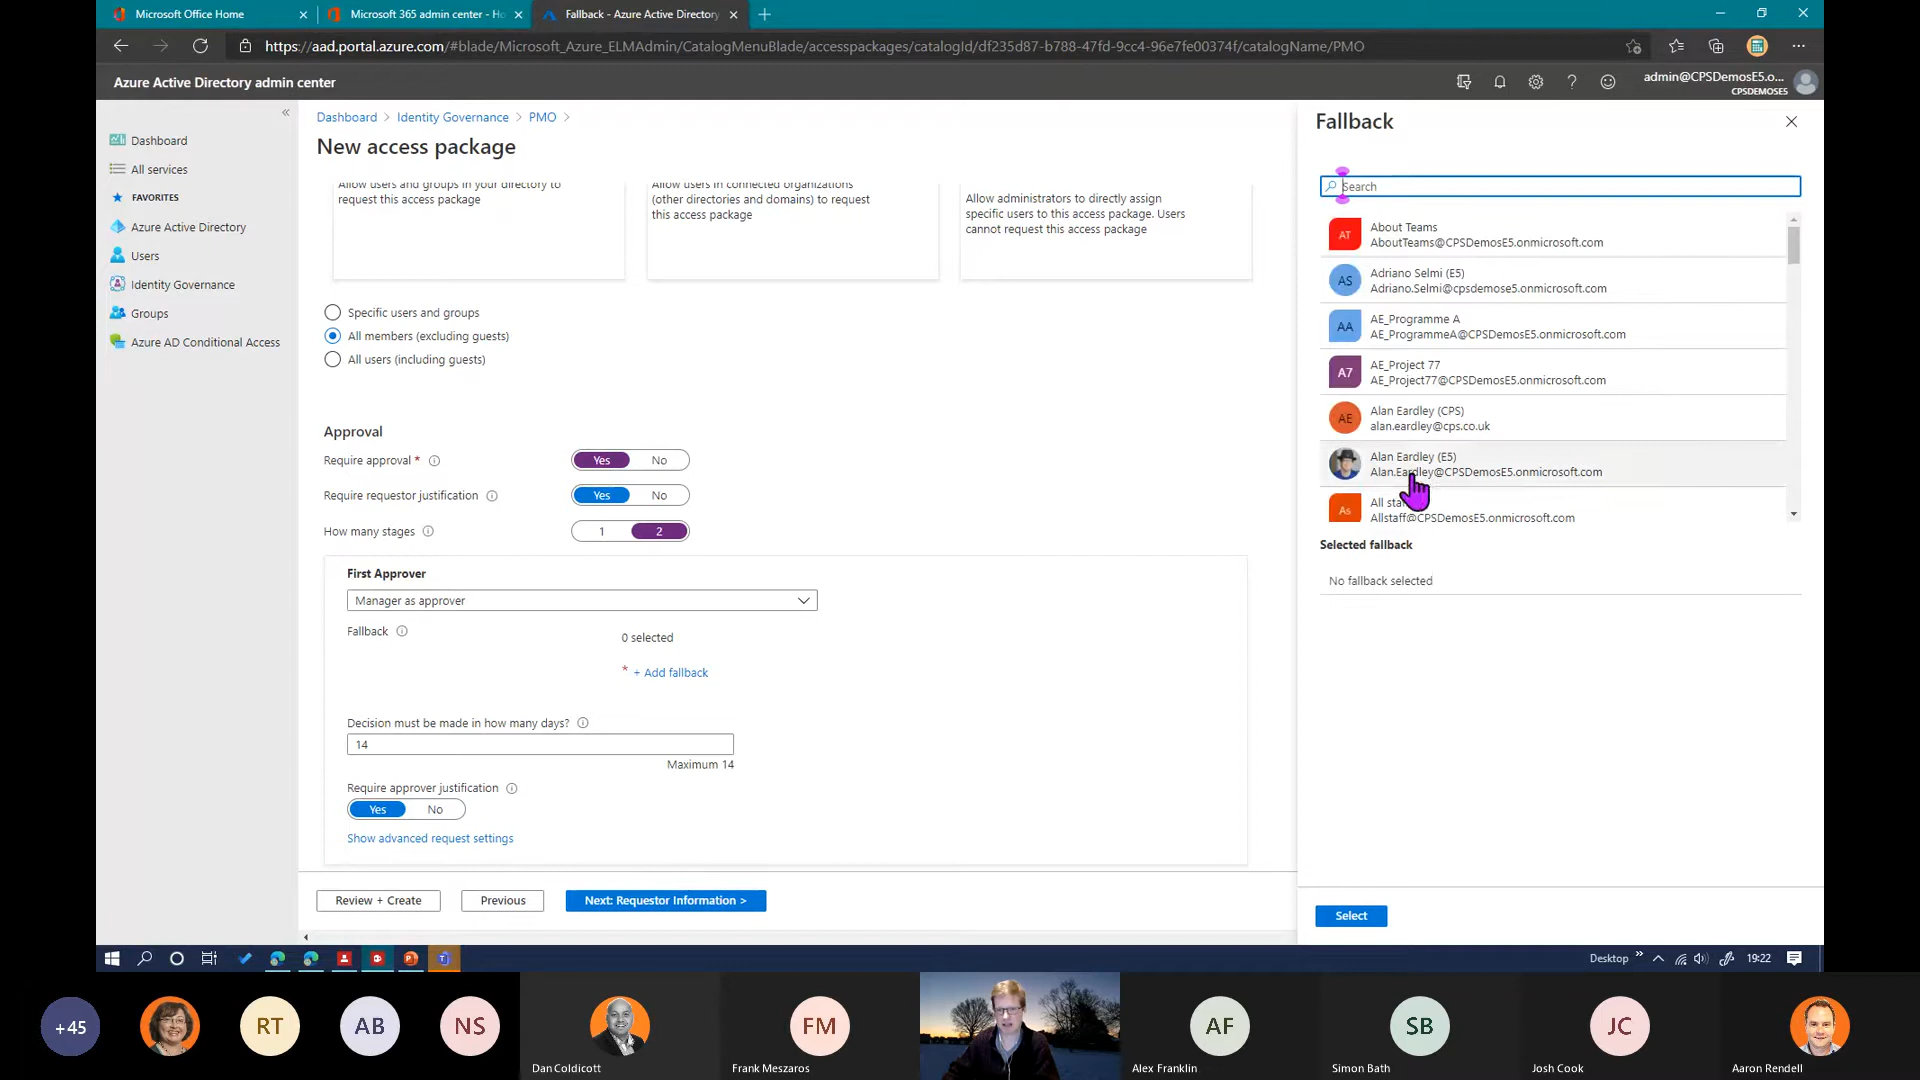 Microsoft Office Home
Microsoft 365 admin center - Ho
Fallback - Azure Active Directory
https://aad.portal.azure.com/#blade/Microsoft_Azure_ELMAdmin/CatalogMenuBlade/accesspackages/catalogId/df235d87-b788-47fd-9cc4-96e7fe00374f/catalogName/PMO
Azure Active Directory admin center
admin@CPSDemosE5.o...
CPSDEMOSE5
Dashboard
All services
FAVORITES
Azure Active Directory
Users
Identity Governance
Groups
Azure AD Conditional Access
Dashboard > Identity Governance > PMO >
New access package
Allow users and groups in your directory to
request this access package
Allow users in connected organizations
(other directories and domains) to request
this access package
Allow administrators to directly assign
specific users to this access package. Users
cannot request this access package
Specific users and groups
All members (excluding guests)
All users (including guests)
Approval
Require approval *
Yes No
Require requestor justification
Yes No
How many stages
1 2
First Approver
Manager as approver
Fallback
0 selected
* + Add fallback
Decision must be made in how many days?
14
Maximum 14
Require approver justification
Yes No
Show advanced request settings
Review + Create
Previous
Next: Requestor Information >
Fallback
Search
AT
About Teams
AboutTeams@CPSDemosE5.onmicrosoft.com
AS
Adriano Selmi (E5)
Adriano.Selmi@cpsdemose5.onmicrosoft.com
AA
AE_Programme A
AE_ProgrammeA@CPSDemosE5.onmicrosoft.com
A7
AE_Project 77
AE_Project77@CPSDemosE5.onmicrosoft.com
AE
Alan Eardley (CPS)
alan.eardley@cps.co.uk
Alan Eardley (E5)
Alan.Eardley@CPSDemosE5.onmicrosoft.com
As
All sta
Allstaff@CPSDemosE5.onmicrosoft.com
Selected fallback
No fallback selected
Select
Desktop
19:22
+45
RT
AB
NS
Dan Coldicott
FM
Frank Meszaros
AF
Alex Franklin
SB
Simon Bath
JC
Josh Cook
Aaron Rendell